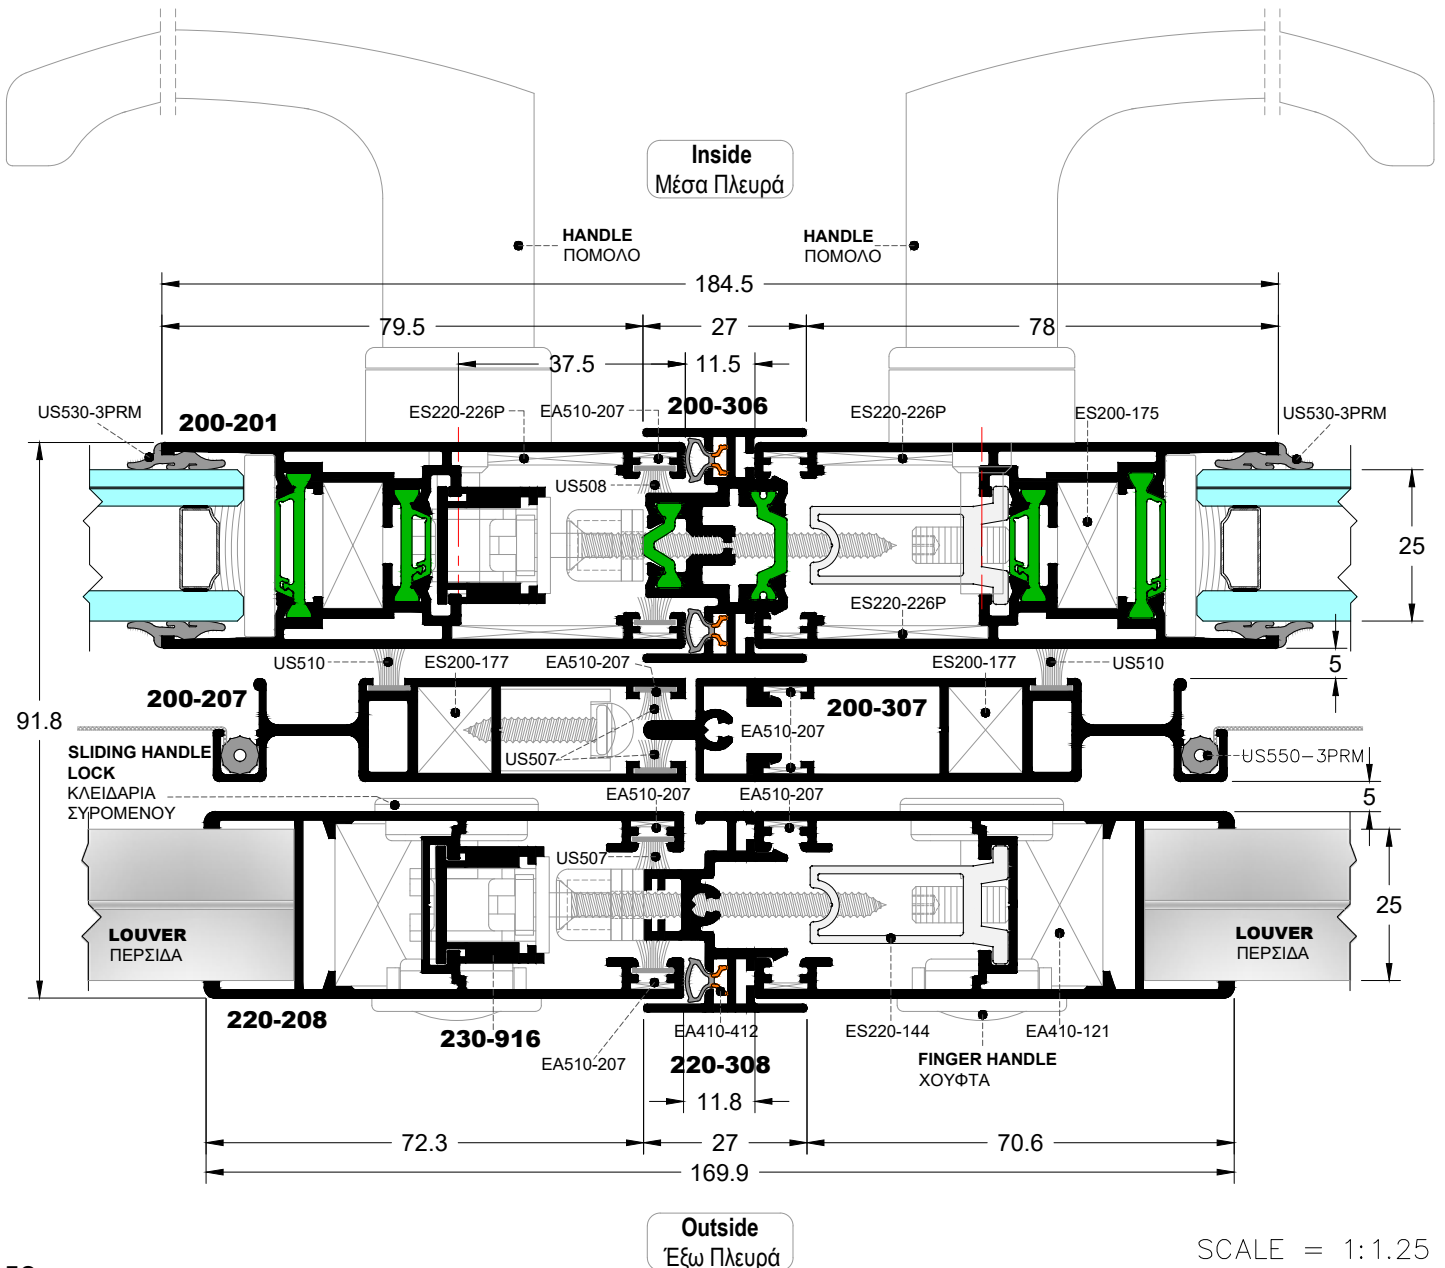 Inside
Μέσα Πλευρά
HANDLE
ΠΟΜΟΛΟ
HANDLE
ΠΟΜΟΛΟ
184.5
79.5
27
78
37.5
11.5
US530-3PRM
200-201
ES220-226P
EA510-207
200-306
ES220-226P
ES200-175
US530-3PRM
US508
25
ES220-226P
US510
ES200-177
EA510-207
ES200-177
US510
5
200-207
200-307
91.8
EA510-207
SLIDING HANDLE
LOCK
ΚΛΕΙΔΑΡΙΑ
ΣΥΡΟΜΕΝΟΥ
US507
US550-3PRM
EA510-207
EA510-207
5
US507
25
LOUVER
ΠΕΡΣΙΔΑ
LOUVER
ΠΕΡΣΙΔΑ
220-208
230-916
EA410-412
ES220-144
EA410-121
EA510-207
220-308
FINGER HANDLE
ΧΟΥΦΤΑ
11.8
72.3
27
70.6
169.9
Outside
Έξω Πλευρά
SCALE = 1:1.25